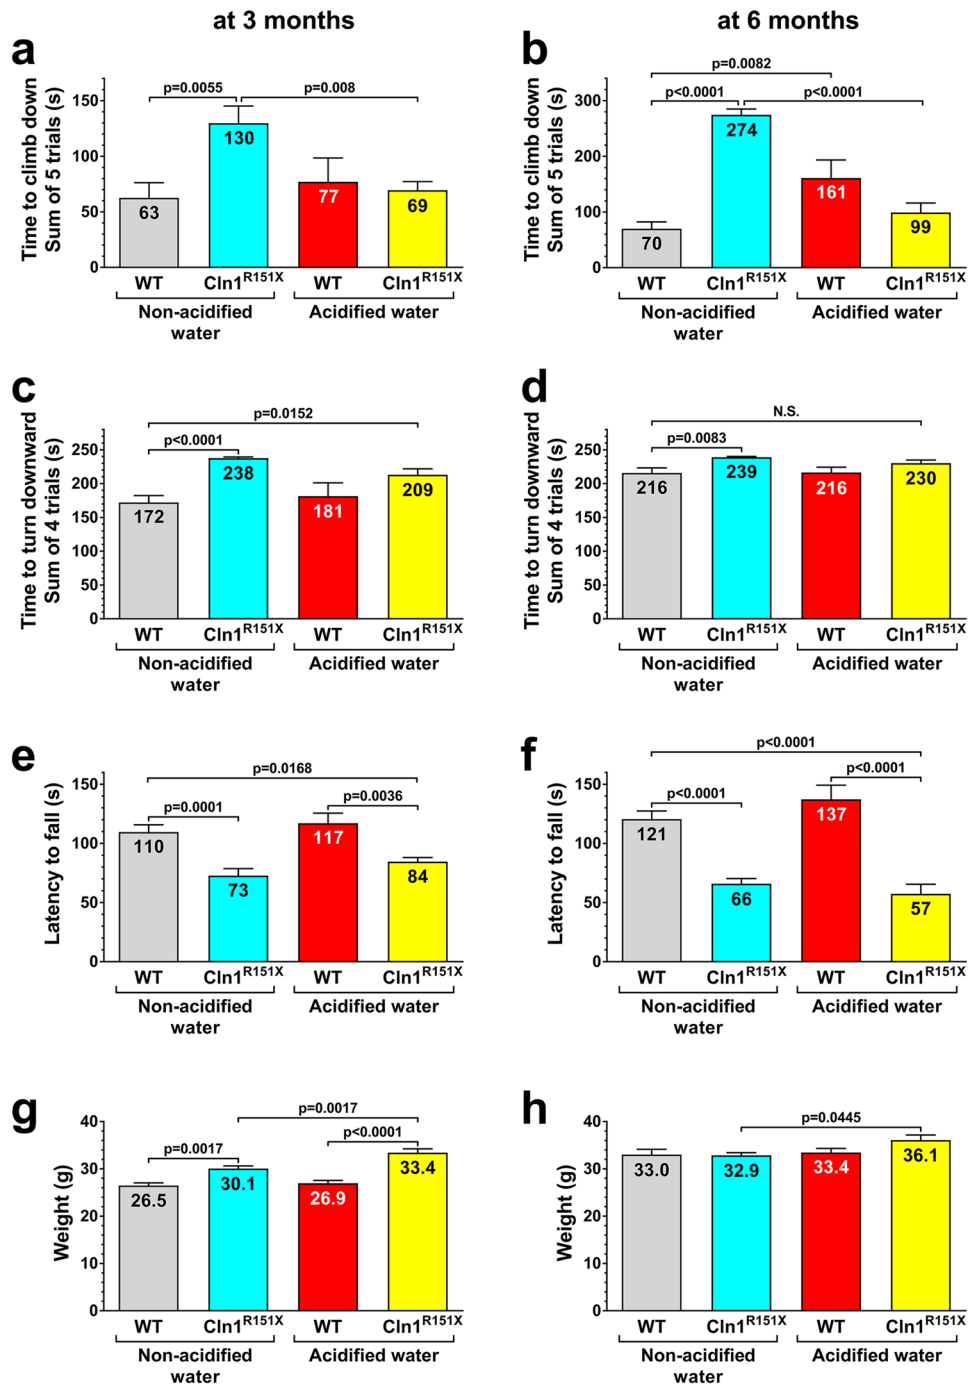 at 3 months
at 6 months
a
Time to climb down
Sum of 5 trials (s)
p=0.0055
p=0.008
150
100
50
0
63
130
77
69
WT
Cln1R151X
WT
Cln1R151X
Non-acidified
water
Acidified water
b
Time to climb down
Sum of 5 trials (s)
p=0.0082
p<0.0001
p<0.0001
300
200
100
0
70
274
161
99
WT
Cln1R151X
WT
Cln1R151X
Non-acidified
water
Acidified water
c
Time to turn downward
Sum of 4 trials (s)
p=0.0152
p<0.0001
250
200
150
100
50
0
172
238
181
209
WT
Cln1R151X
WT
Cln1R151X
Non-acidified
water
Acidified water
d
Time to turn downward
Sum of 4 trials (s)
N.S.
p=0.0083
250
200
150
100
50
0
216
239
216
230
WT
Cln1R151X
WT
Cln1R151X
Non-acidified
water
Acidified water
e
Latency to fall (s)
p=0.0168
p=0.0001
p=0.0036
150
100
50
0
110
73
117
84
WT
Cln1R151X
WT
Cln1R151X
Non-acidified
water
Acidified water
f
Latency to fall (s)
p<0.0001
p<0.0001
p<0.0001
150
100
50
0
121
66
137
57
WT
Cln1R151X
WT
Cln1R151X
Non-acidified
water
Acidified water
g
Weight (g)
p=0.0017
p=0.0017
p<0.0001
40
30
20
10
0
26.5
30.1
26.9
33.4
WT
Cln1R151X
WT
Cln1R151X
Non-acidified
water
Acidified water
h
Weight (g)
p=0.0445
40
30
20
10
0
33.0
32.9
33.4
36.1
WT
Cln1R151X
WT
Cln1R151X
Non-acidified
water
Acidified water